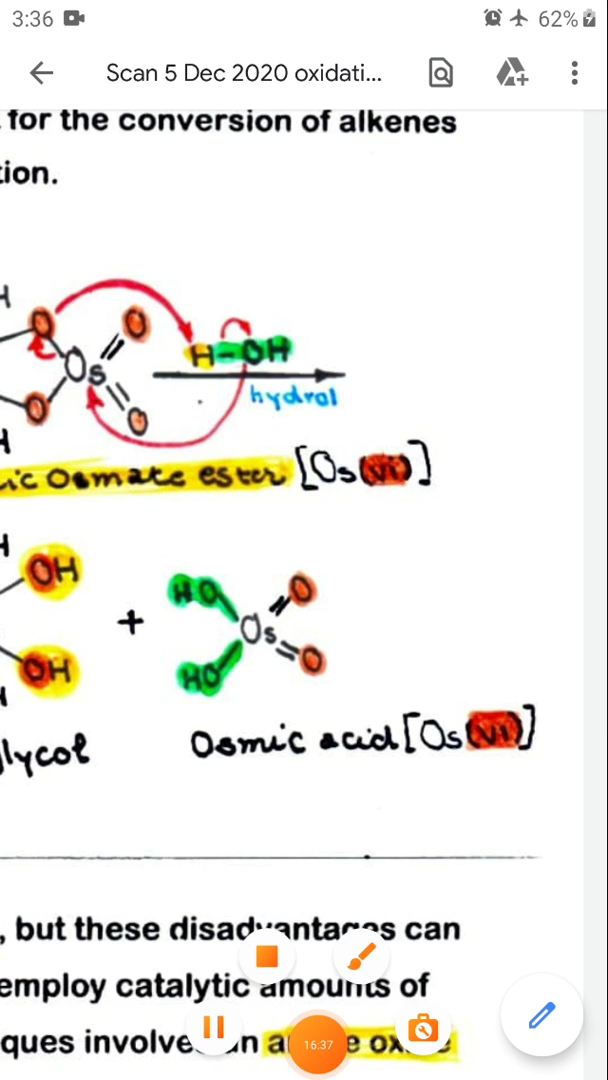 3:36 62%
Scan 5 Dec 2020 oxidati...
for the conversion of alkenes
tion.
H
O O
H-OH
Os
hydrol
O O
H
ic Osmate ester [Os(VI)]
H
OH HO O
+ Os
OH HO O
lycol Osmic acid [Os(VI)]
, but these disadvantages can
employ catalytic amounts of
ques involve an
16:37